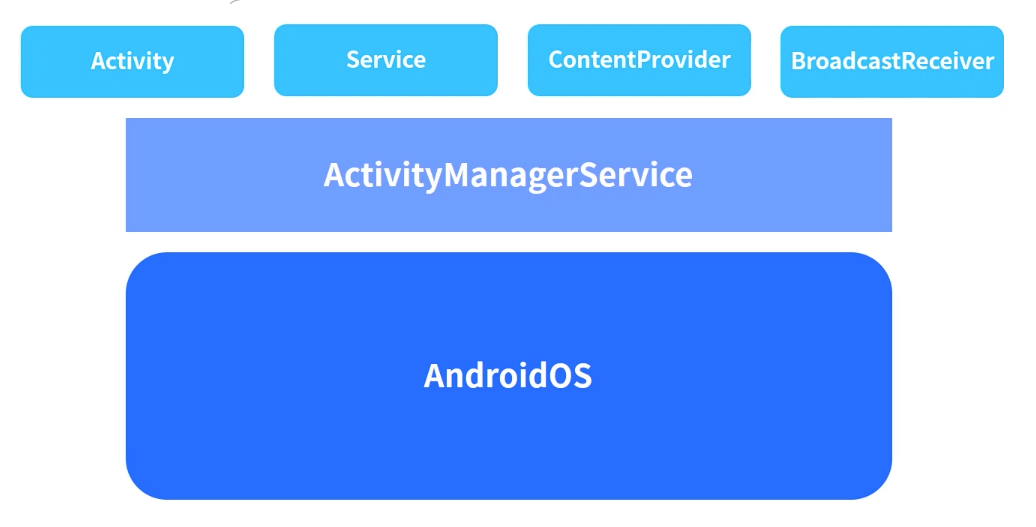 Activity
Service
ContentProvider
BroadcastReceiver
ActivityManagerService
AndroidOS